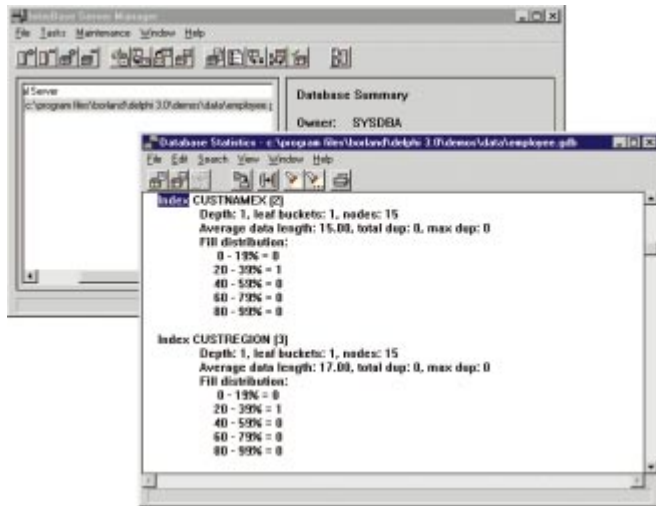 InterBase Server Manager
File Tasks Maintenance Window Help
l Server
c:\program files\borland\delphi 3.0\demos\data\employee.g
Database Summary
Owner: SYSDBA
Database Statistics - c:\program files\borland\delphi 3.0\demos\data\employee.gdb
File Edit Search View Window Help
Index CUSTNAMEX (2)
Depth: 1, leaf buckets: 1, nodes: 15
Average data length: 15.00, total dup: 0, max dup: 0
Fill distribution:
0 - 19% = 0
20 - 39% = 1
40 - 59% = 0
60 - 79% = 0
80 - 99% = 0
Index CUSTREGION (3)
Depth: 1, leaf buckets: 1, nodes: 15
Average data length: 17.00, total dup: 0, max dup: 0
Fill distribution:
0 - 19% = 0
20 - 39% = 1
40 - 59% = 0
60 - 79% = 0
80 - 99% = 0